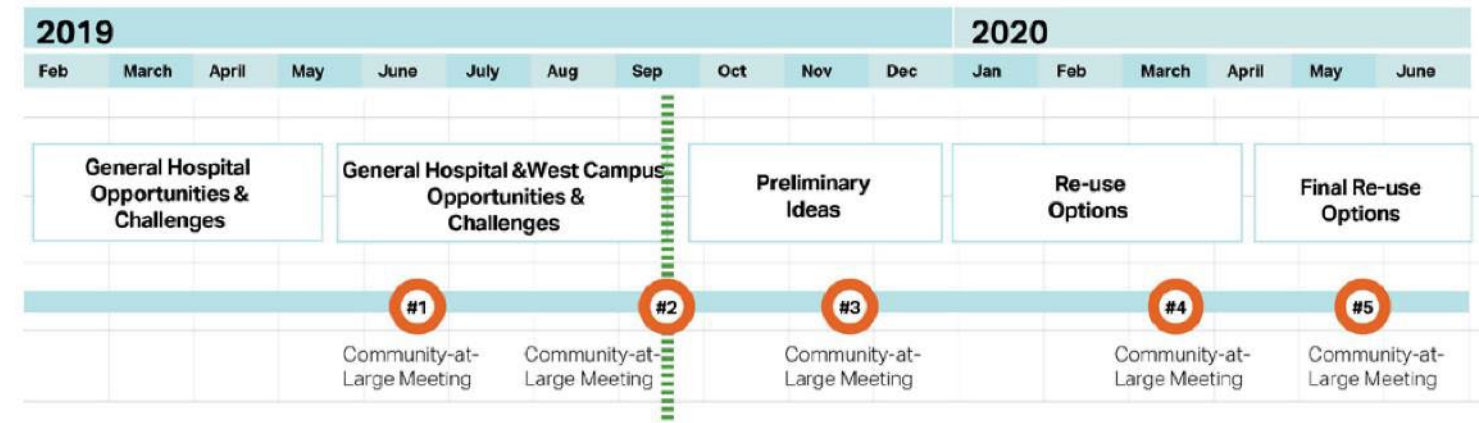 2019 2020
Feb March April May June July Aug Sep Oct Nov Dec Jan Feb March April May June
General Hospital
Opportunities &
Challenges
General Hospital &West Campus
Opportunities &
Challenges
Preliminary
Ideas
Re-use
Options
Final Re-use
Options
#1 #2 #3 #4 #5
Community-at-
Large Meeting
Community-at-
Large Meeting
Community-at-
Large Meeting
Community-at-
Large Meeting
Community-at-
Large Meeting